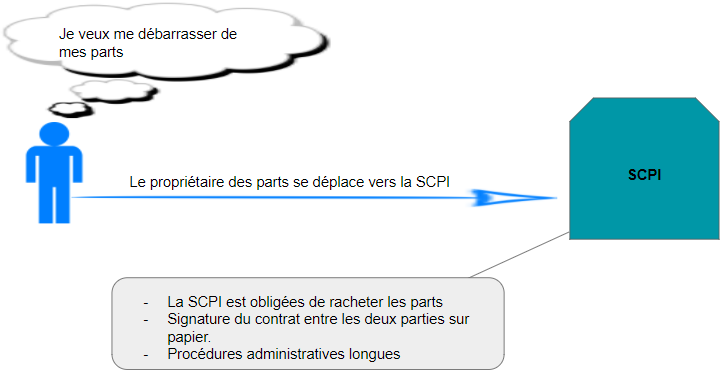 Je veux me débarrasser de
mes parts
Le propriétaire des parts se déplace vers la SCPI
SCPI
- La SCPI est obligées de racheter les parts
- Signature du contrat entre les deux parties sur
papier.
- Procédures administratives longues